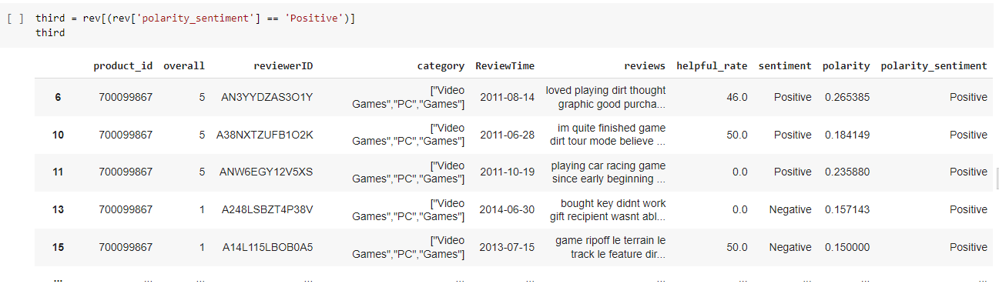 [ ] third = rev[(rev['polarity_sentiment'] == 'Positive')]
third
product_id overall reviewerID category ReviewTime reviews helpful_rate sentiment polarity polarity_sentiment
6 700099867 5 AN3YYDZAS3O1Y ["Video Games","PC","Games"] 2011-08-14 loved playing dirt thought graphic good purcha... 46.0 Positive 0.265385 Positive
10 700099867 5 A38NXTZUFB1O2K ["Video Games","PC","Games"] 2011-06-28 im quite finished game dirt tour mode believe ... 50.0 Positive 0.184149 Positive
11 700099867 5 ANW6EGY12V5XS ["Video Games","PC","Games"] 2011-10-19 playing car racing game since early beginning ... 0.0 Positive 0.235880 Positive
13 700099867 1 A248LSBZT4P38V ["Video Games","PC","Games"] 2014-06-30 bought key didnt work gift recipient wasnt abl... 0.0 Negative 0.157143 Positive
15 700099867 1 A14L115LBOB0A5 ["Video Games","PC","Games"] 2013-07-15 game ripoff le terrain le track le feature dir... 50.0 Negative 0.150000 Positive
... ... ... ... ... ... ... ... ... ... ...